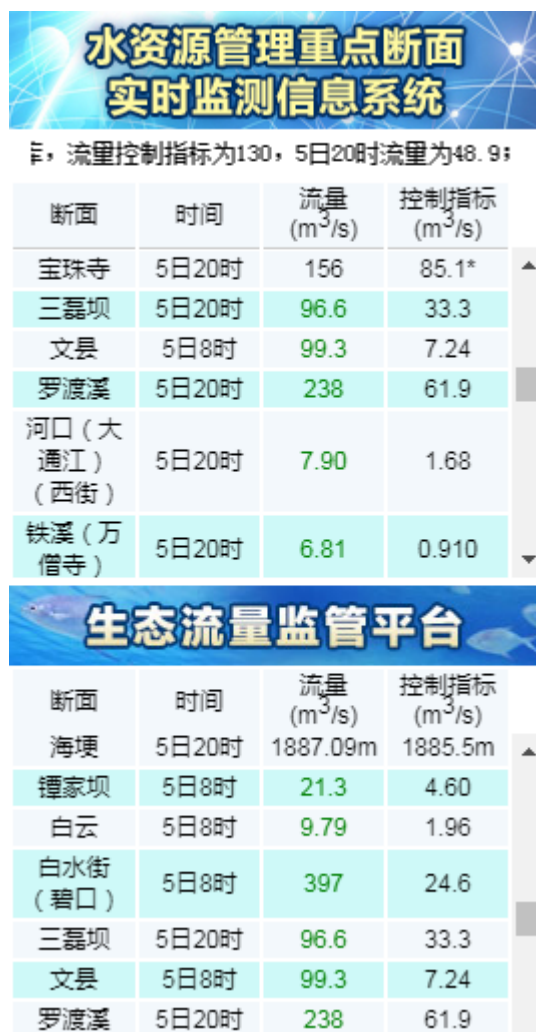 水资源管理重点断面
实时监测信息系统
，流量控制指标为130，5日20时流量为48.9；
断面 时间 流量 控制指标
(m³/s) (m³/s)
宝珠寺 5日20时 156 85.1*
三磊坝 5日20时 96.6 33.3
文县 5日8时 99.3 7.24
罗渡溪 5日20时 238 61.9
河口（大
通江） 5日20时 7.90 1.68
（西街）
铁溪（万
僧寺） 5日20时 6.81 0.910
生态流量监管平台
断面 时间 流量 控制指标
(m³/s) (m³/s)
海埂 5日20时 1887.09m 1885.5m
镡家坝 5日8时 21.3 4.60
白云 5日8时 9.79 1.96
白水街
（碧口） 5日8时 397 24.6
三磊坝 5日20时 96.6 33.3
文县 5日8时 99.3 7.24
罗渡溪 5日20时 238 61.9